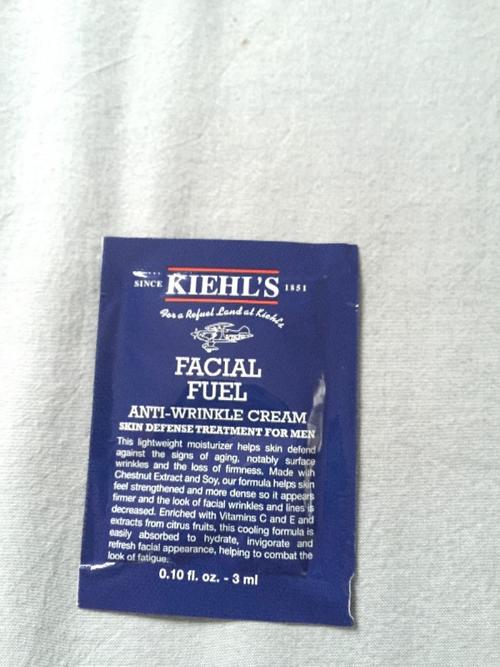 SINCE KIEHL'S 1851
For a Refuel Land at Kiehl's
FACIAL
FUEL
ANTI-WRINKLE CREAM
SKIN DEFENSE TREATMENT FOR MEN
This lightweight moisturizer helps skin defend
against the signs of aging, notably surface
wrinkles and the loss of firmness. Made with
Chestnut Extract and Soy, our formula helps skin
feel strengthened and more dense so it appears
firmer and the look of facial wrinkles and lines is
decreased. Enriched with Vitamins C and E and
extracts from citrus fruits, this cooling formula is
easily absorbed to hydrate, invigorate and
refresh facial appearance, helping to combat the
look of fatigue.
0.10 fl. oz. - 3 ml